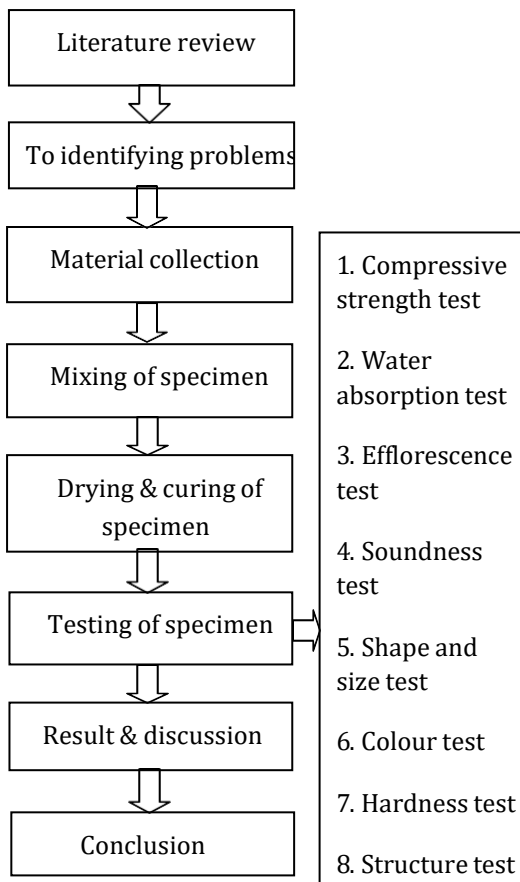 Literature review
To identifying problems
Material collection
Mixing of specimen
Drying & curing of
specimen
Testing of specimen
Result & discussion
Conclusion
1. Compressive
strength test
2. Water
absorption test
3. Efflorescence
test
4. Soundness
test
5. Shape and
size test
6. Colour test
7. Hardness test
8. Structure test